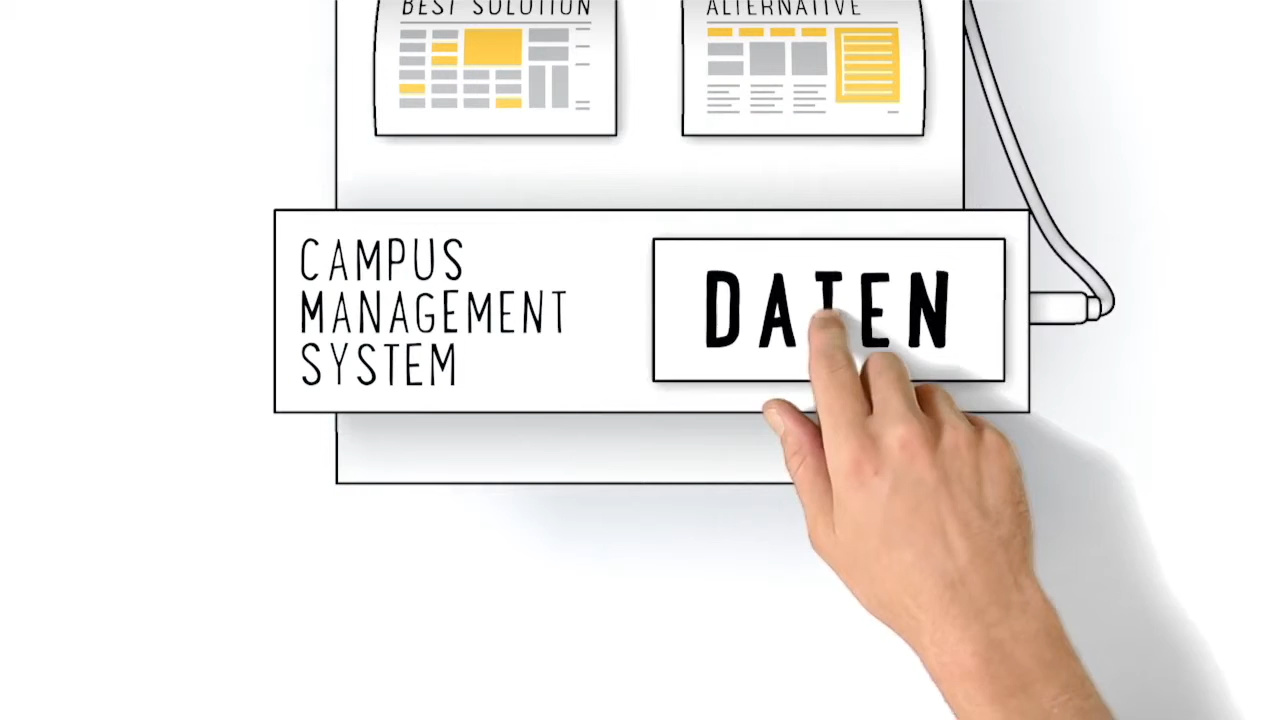 BEST SOLUTION
ALTERNATIVE
CAMPUS
MANAGEMENT
SYSTEM
DATEN